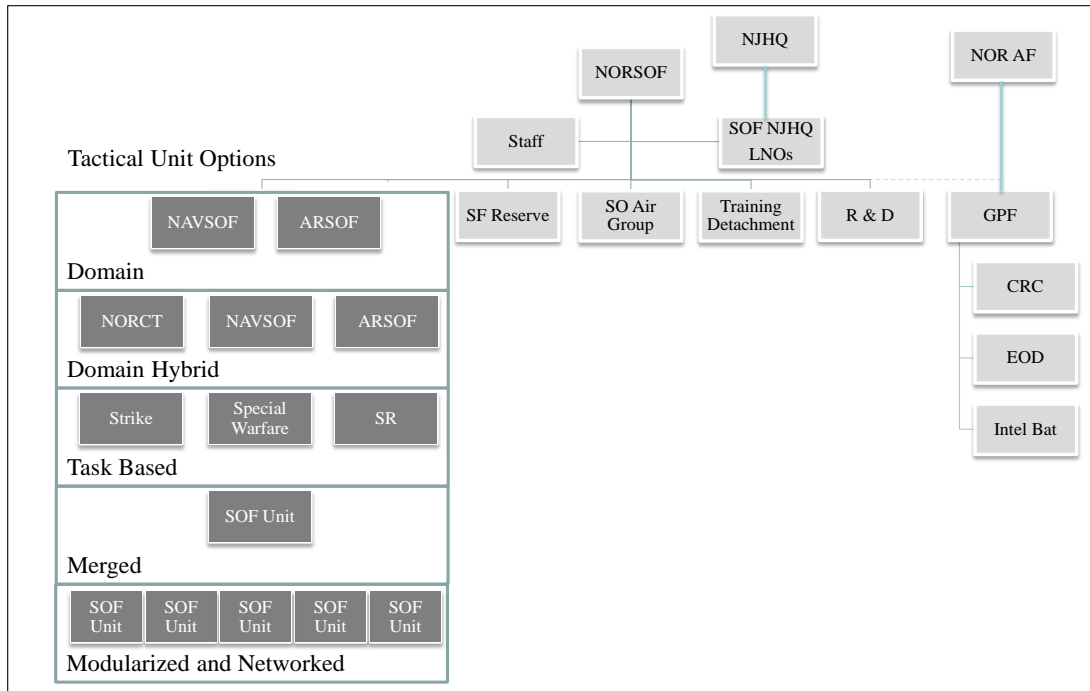 NJHQ
NORSOF
NOR AF
Staff
SOF NJHQ
LNOs
Tactical Unit Options
SF Reserve
SO Air
Group
Training
Detachment
R & D
GPF
NAVSOF
ARSOF
Domain
CRC
NORCT
NAVSOF
ARSOF
Domain Hybrid
EOD
Strike
Special
Warfare
SR
Task Based
Intel Bat
SOF Unit
Merged
SOF
Unit
SOF
Unit
SOF
Unit
SOF
Unit
SOF
Unit
Modularized and Networked